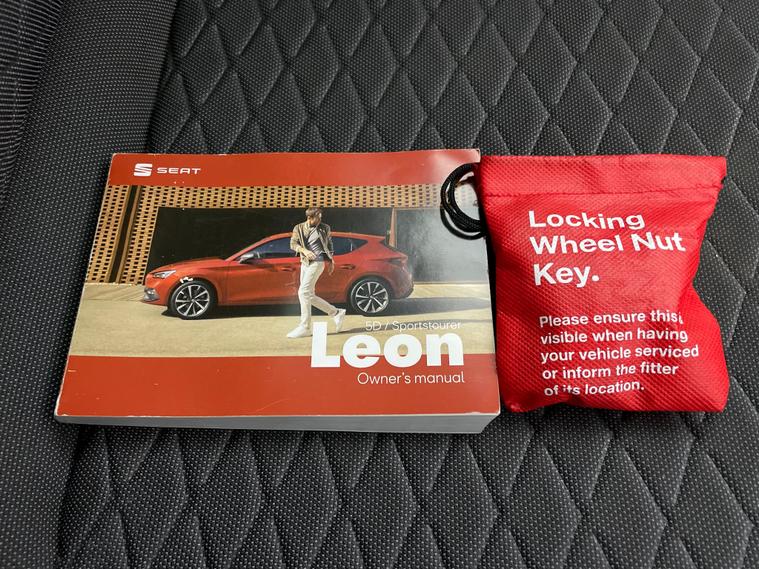 SEAT
5D / Sportstourer
Leon
Owner's manual
Locking
Wheel Nut
Key.
Please ensure this
visible when having
your vehicle serviced
or inform the fitter
of its location.